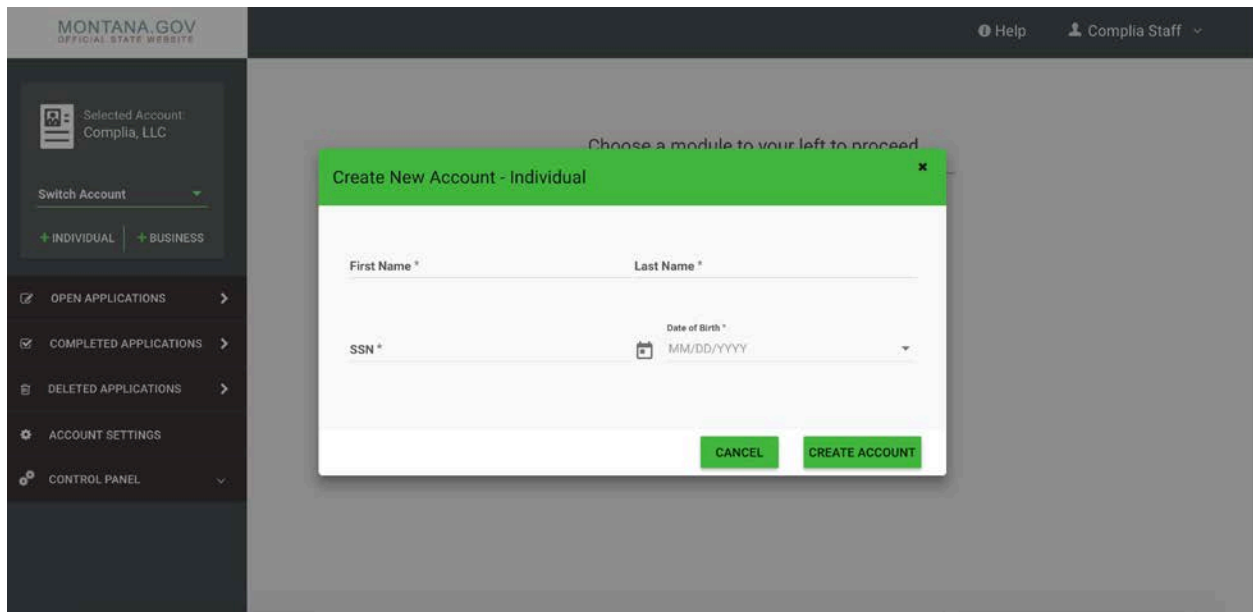 MONTANA.GOV
OFFICIAL STATE WEBSITE
Help
Complia Staff
Selected Account:
Complia, LLC
Switch Account
+ INDIVIDUAL
+ BUSINESS
OPEN APPLICATIONS
COMPLETED APPLICATIONS
DELETED APPLICATIONS
ACCOUNT SETTINGS
CONTROL PANEL
Choose a module to your left to proceed
Create New Account - Individual
First Name *
Last Name *
SSN *
Date of Birth *
MM/DD/YYYY
CANCEL
CREATE ACCOUNT